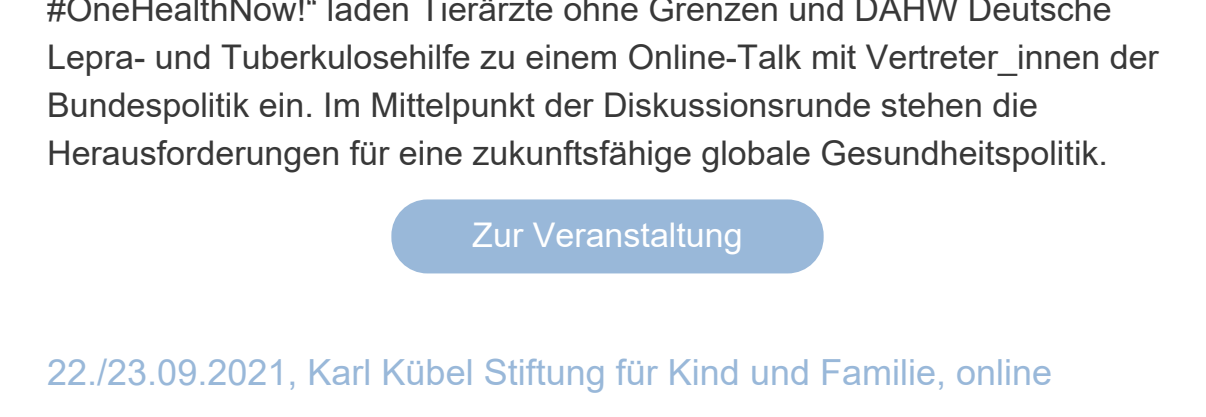 #OneHealthNow!“ laden Tierärzte ohne Grenzen und DAHW Deutsche
Lepra- und Tuberkulosehilfe zu einem Online-Talk mit Vertreter_innen der
Bundespolitik ein. Im Mittelpunkt der Diskussionsrunde stehen die
Herausforderungen für eine zukunftsfähige globale Gesundheitspolitik.
Zur Veranstaltung
22./23.09.2021, Karl Kübel Stiftung für Kind und Familie, online